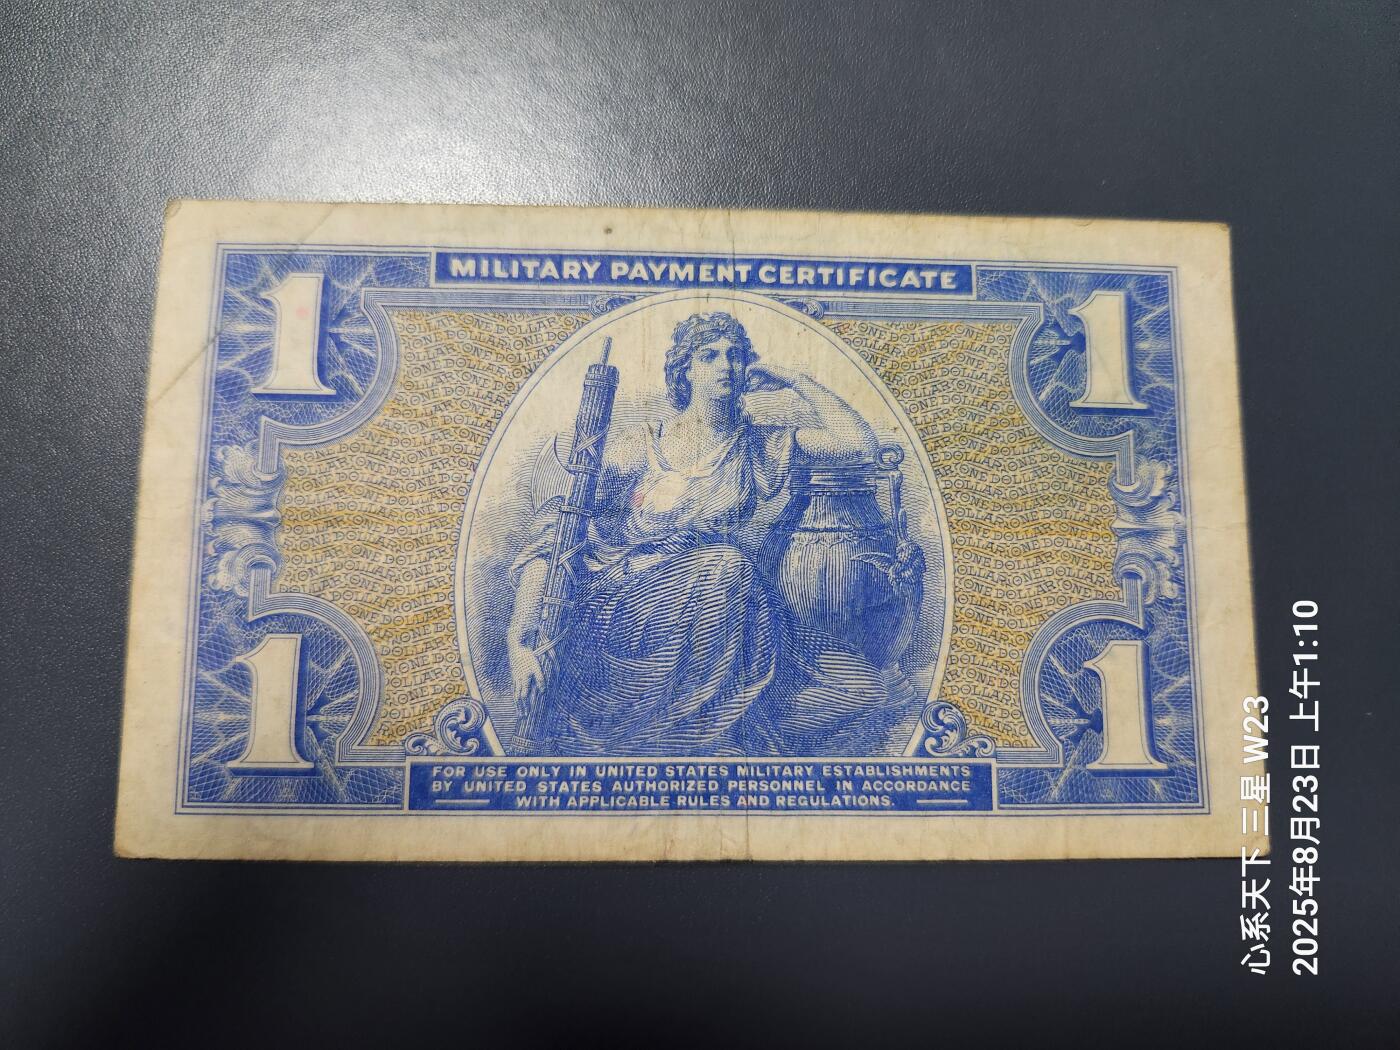 MILITARY PAYMENT CERTIFICATE
1
1
1
1
FOR USE ONLY IN UNITED STATES MILITARY ESTABLISHMENTS
BY UNITED STATES AUTHORIZED PERSONNEL IN ACCORDANCE
WITH APPLICABLE RULES AND REGULATIONS.
心系天下 三星 W23
2025年8月23日 上午1:10